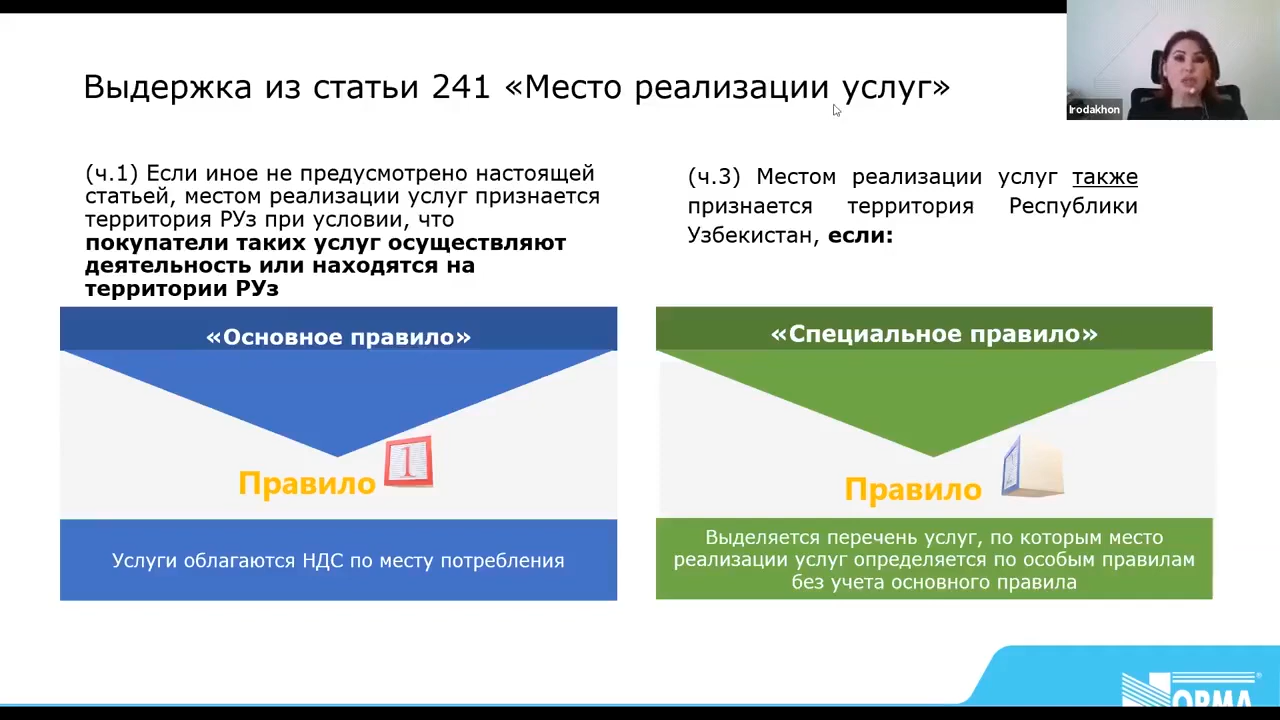 Выдержка из статьи 241 «Место реализации услуг»
Irodakhon
(ч.1) Если иное не предусмотрено настоящей
статьей, местом реализации услуг признается
территория РУз при условии, что
покупатели таких услуг осуществляют
деятельность или находятся на
территории РУз
«Основное правило»
Правило 1
Услуги облагаются НДС по месту потребления
(ч.3) Местом реализации услуг также
признается территория Республики
Узбекистан, если:
«Специальное правило»
Правило
Выделяется перечень услуг, по которым место
реализации услуг определяется по особым правилам
без учета основного правила
НОРМА